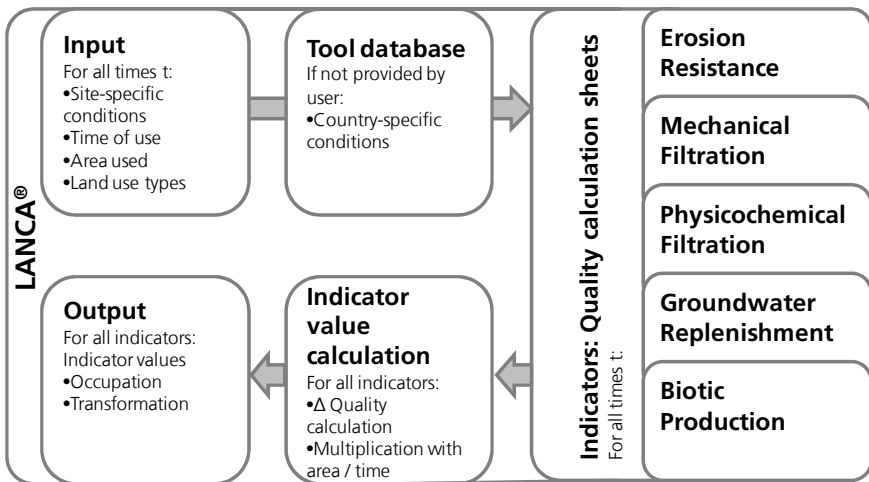 LANCA®
Input
For all times t:
•Site-specific
conditions
•Time of use
•Area used
•Land use types
Tool database
If not provided by
user:
•Country-specific
conditions
Indicators: Quality calculation sheets
For all times t:
Erosion
Resistance
Mechanical
Filtration
Physicochemical
Filtration
Groundwater
Replenishment
Biotic
Production
Indicator
value
calculation
For all indicators:
•Δ Quality
calculation
•Multiplication with
area / time
Output
For all indicators:
Indicator values
•Occupation
•Transformation